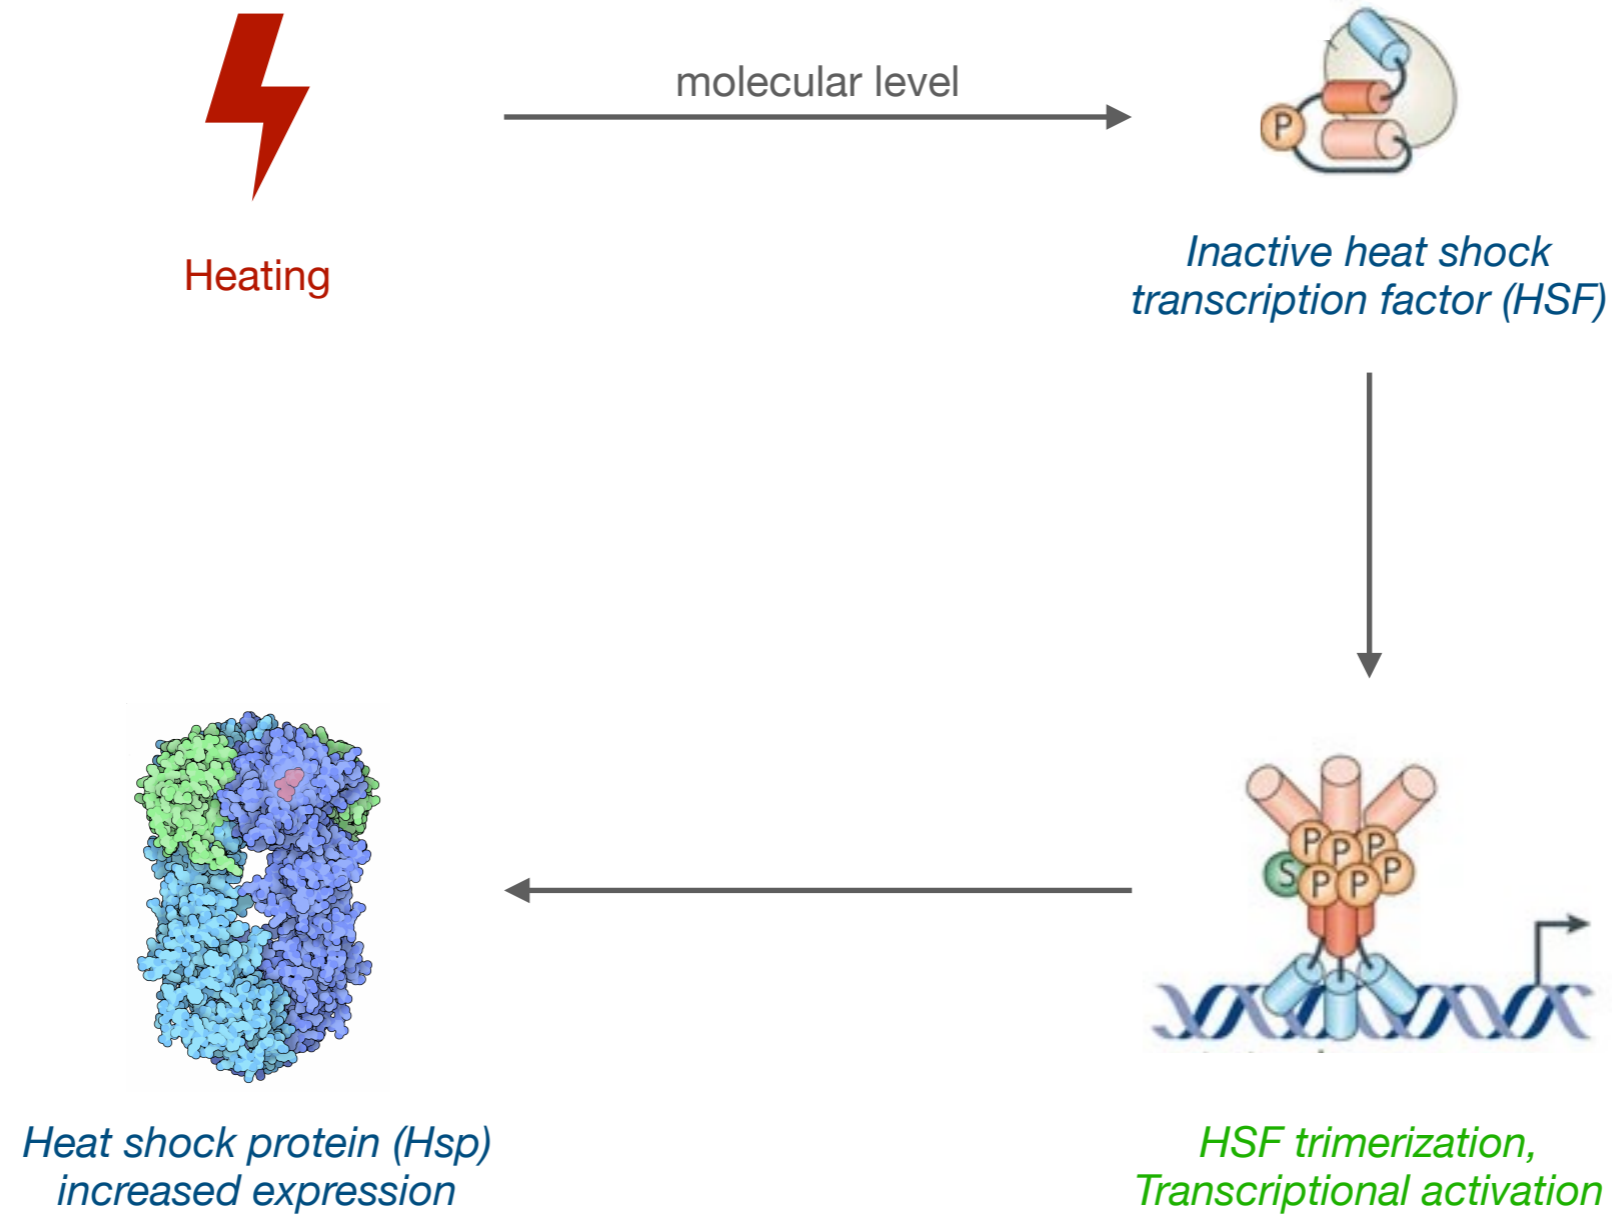 molecular level
P
Heating
Inactive heat shock
transcription factor (HSF)
P P P
S P P P
Heat shock protein (Hsp)
increased expression
HSF trimerization,
Transcriptional activation